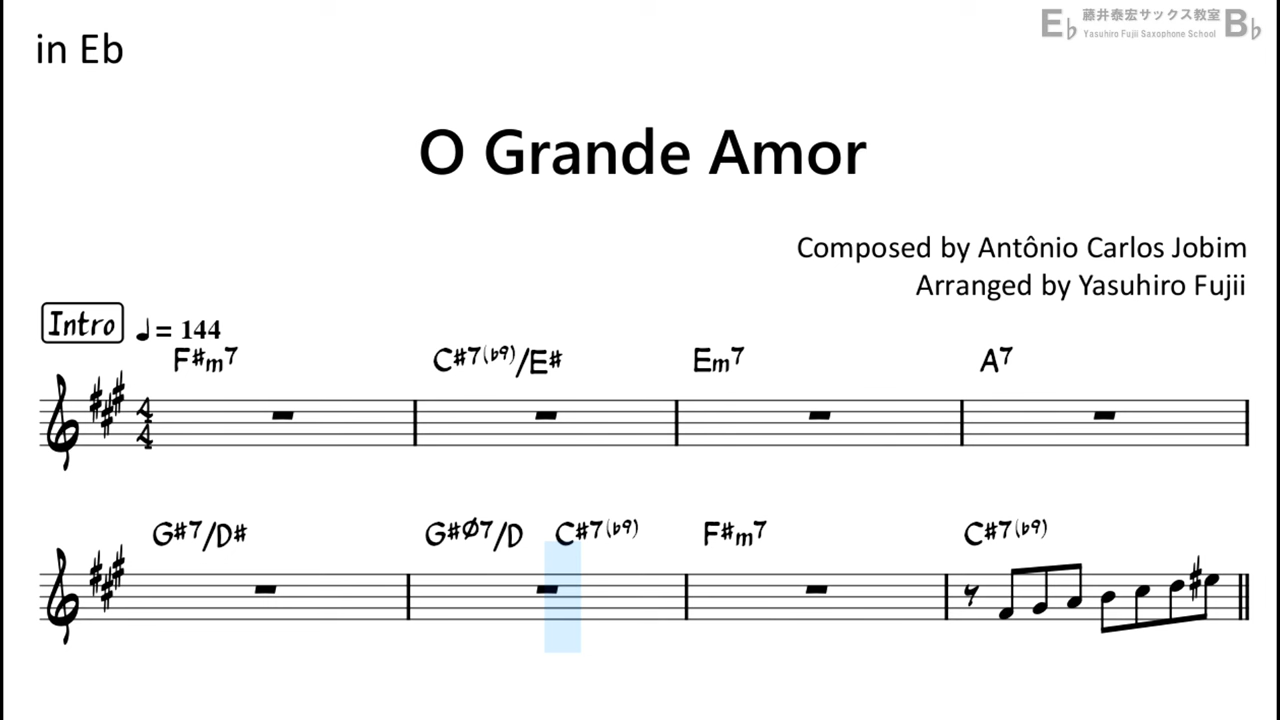 E♭ 藤井泰宏サックス教室 B♭
Yasuhiro Fujii Saxophone School
in Eb
O Grande Amor
Composed by Antônio Carlos Jobim
Arranged by Yasuhiro Fujii
Intro ♩= 144
F#m7 C#7(♭9)/E# Em7 A7
4/4
G#7/D# G#ø7/D C#7(♭9) F#m7 C#7(♭9)